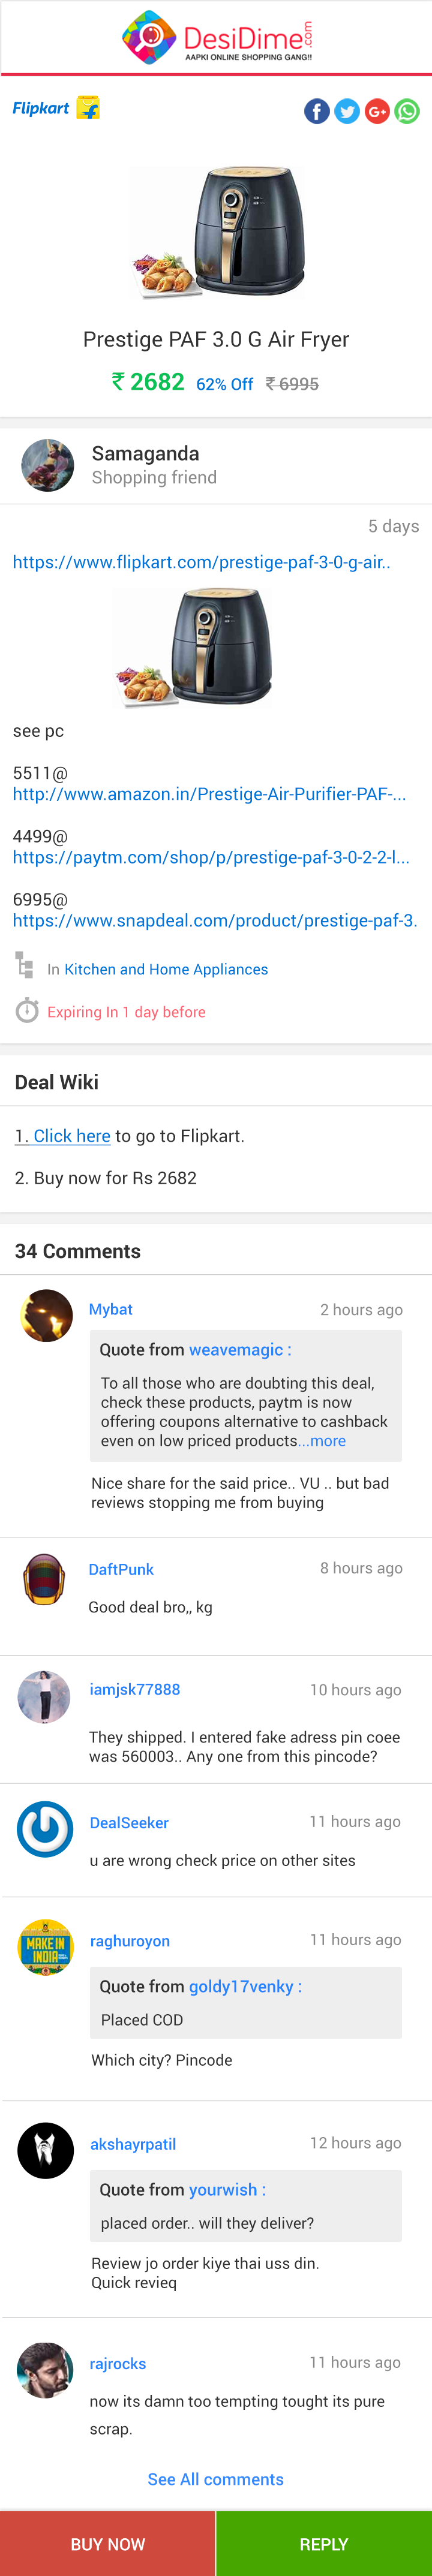 DesiDime.com
AAPKI ONLINE SHOPPING GANG!!
Flipkart
Prestige PAF 3.0 G Air Fryer
₹ 2682 62% Off ₹ 6995
Samaganda
Shopping friend
5 days
https://www.flipkart.com/prestige-paf-3-0-g-air..
see pc
5511@
http://www.amazon.in/Prestige-Air-Purifier-PAF-...
4499@
https://paytm.com/shop/p/prestige-paf-3-0-2-2-l...
6995@
https://www.snapdeal.com/product/prestige-paf-3.
In Kitchen and Home Appliances
Expiring In 1 day before
Deal Wiki
1. Click here to go to Flipkart.
2. Buy now for Rs 2682
34 Comments
Mybat 2 hours ago
Quote from weavemagic :
To all those who are doubting this deal,
check these products, paytm is now
offering coupons alternative to cashback
even on low priced products...more
Nice share for the said price.. VU .. but bad
reviews stopping me from buying
DaftPunk 8 hours ago
Good deal bro,, kg
iamjsk77888 10 hours ago
They shipped. I entered fake adress pin coee
was 560003.. Any one from this pincode?
DealSeeker 11 hours ago
u are wrong check price on other sites
MAKE IN
INDIA
raghuroyon 11 hours ago
Quote from goldy17venky :
Placed COD
Which city? Pincode
akshayrpatil 12 hours ago
Quote from yourwish :
placed order.. will they deliver?
Review jo order kiye thai uss din.
Quick revieq
rajrocks 11 hours ago
now its damn too tempting tought its pure
scrap.
See All comments
BUY NOW REPLY